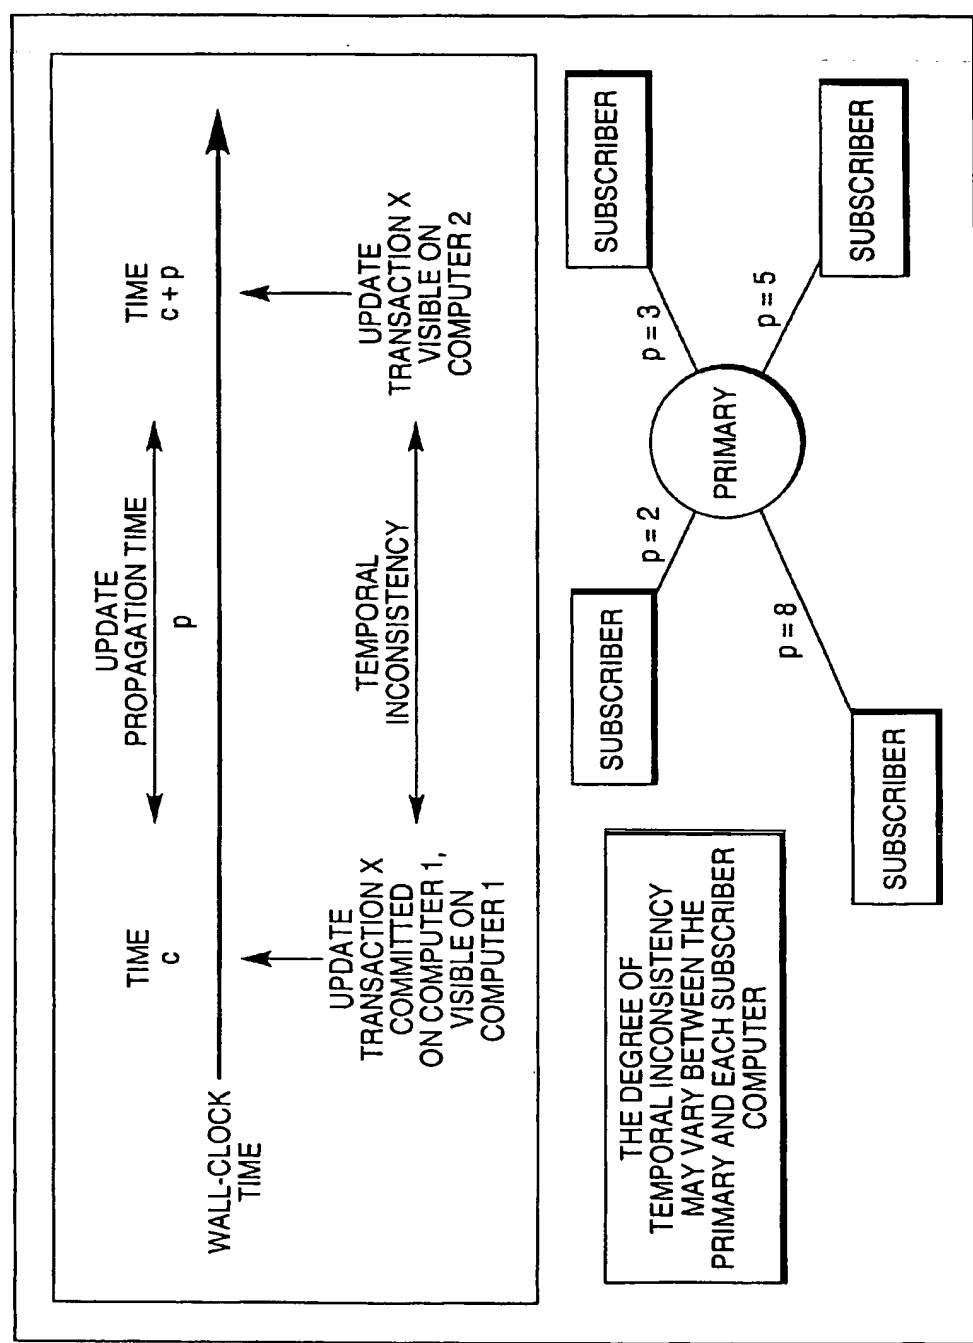 UPDATE
PROPAGATION TIME
TIME
c
p
TIME
c + p
WALL-CLOCK
TIME
UPDATE
TRANSACTION X
COMMITTED
ON COMPUTER 1,
VISIBLE ON
COMPUTER 1
TEMPORAL
INCONSISTENCY
UPDATE
TRANSACTION X
VISIBLE ON
COMPUTER 2
THE DEGREE OF
TEMPORAL INCONSISTENCY
MAY VARY BETWEEN THE
PRIMARY AND EACH SUBSCRIBER
COMPUTER
SUBSCRIBER
SUBSCRIBER
p = 2
p = 3
PRIMARY
p = 8
p = 5
SUBSCRIBER
SUBSCRIBER